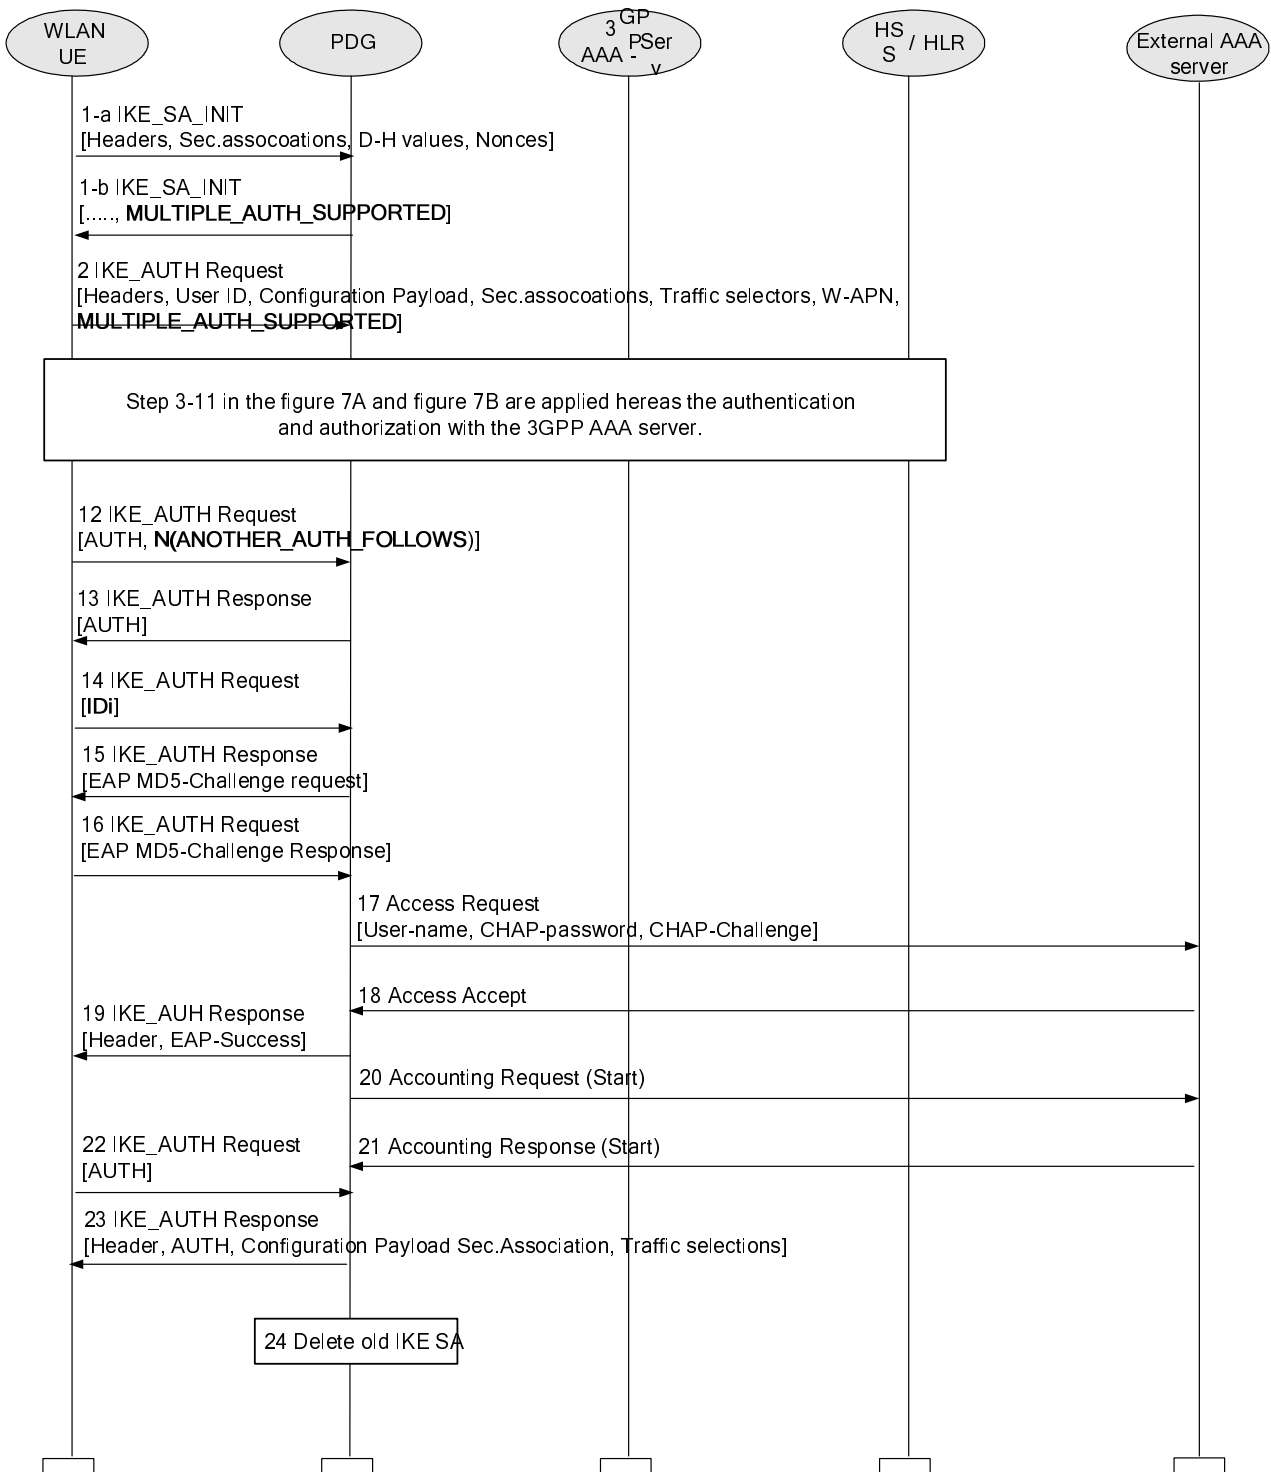 WLAN
UE
PDG
3 GP
AAA - PSer
v
HS
S / HLR
External AAA
server
1-a IKE_SA_INIT
[Headers, Sec.assocoations, D-H values, Nonces]
1-b IKE_SA_INIT
[....., MULTIPLE_AUTH_SUPPORTED]
2 IKE_AUTH Request
[Headers, User ID, Configuration Payload, Sec.assocoations, Traffic selectors, W-APN,
MULTIPLE_AUTH_SUPPORTED]
Step 3-11 in the figure 7A and figure 7B are applied hereas the authentication
and authorization with the 3GPP AAA server.
12 IKE_AUTH Request
[AUTH, N(ANOTHER_AUTH_FOLLOWS)]
13 IKE_AUTH Response
[AUTH]
14 IKE_AUTH Request
[IDi]
15 IKE_AUTH Response
[EAP MD5-Challenge request]
16 IKE_AUTH Request
[EAP MD5-Challenge Response]
17 Access Request
[User-name, CHAP-password, CHAP-Challenge]
18 Access Accept
19 IKE_AUH Response
[Header, EAP-Success]
20 Accounting Request (Start)
21 Accounting Response (Start)
22 IKE_AUTH Request
[AUTH]
23 IKE_AUTH Response
[Header, AUTH, Configuration Payload Sec.Association, Traffic selections]
24 Delete old IKE SA